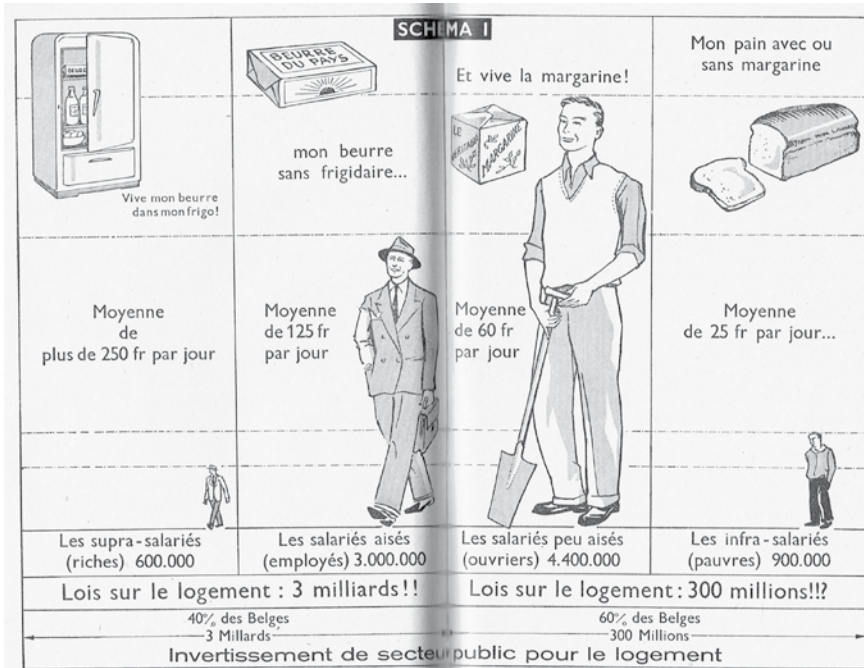 SCHEMA I
BEURRE
Vive mon beurre
dans mon frigo!
BEURRE
DU PAYS
mon beurre
sans frigidaire...
Et vive la margarine!
LE
MARGARINE
Mon pain avec ou
sans margarine
Moyenne
de
plus de 250 fr par jour
Moyenne
de 125 fr
par jour
Moyenne
de 60 fr
par jour
Moyenne
de 25 fr par jour...
Les supra-salariés
(riches) 600.000
Les salariés aisés
(employés) 3.000.000
Les salariés peu aisés
(ouvriers) 4.400.000
Les infra-salariés
(pauvres) 900.000
Lois sur le logement : 3 milliards!!
Lois sur le logement : 300 millions!!?
40% des Belges
3 Millards
60% des Belges
300 Millions
Invertissement de secteur public pour le logement